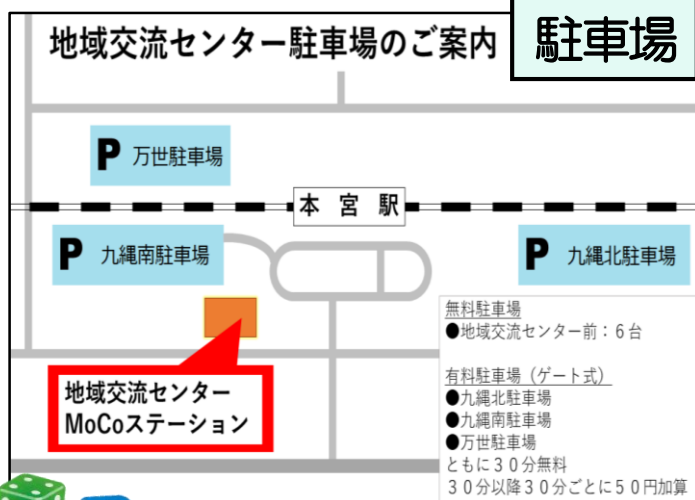 地域交流センター駐車場のご案内
駐車場
P 万世駐車場
本宮駅
P 九縄南駐車場
P 九縄北駐車場
無料駐車場
●地域交流センター前：６台
有料駐車場（ゲート式）
●九縄北駐車場
●九縄南駐車場
●万世駐車場
ともに３０分無料
３０分以降３０分ごとに５０円加算
地域交流センター
MoCoステーション